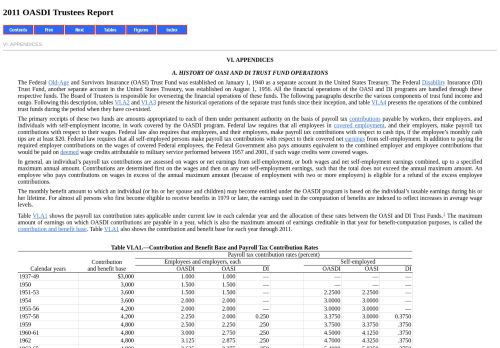 2011 OASDI Trustees Report
Contents Prev Next Tables Figures Index
VI. APPENDICES
VI. APPENDICES
A. HISTORY OF OASI AND DI TRUST FUND OPERATIONS
The Federal Old-Age and Survivors Insurance (OASI) Trust Fund was established on January 1, 1940 as a separate account in the United States Treasury. The Federal Disability Insurance (DI)
Trust Fund, another separate account in the United States Treasury, was established on August 1, 1956. All the financial operations of the OASI and DI programs are handled through these
respective funds. The Board of Trustees is responsible for overseeing the financial operations of these funds. The following paragraphs describe the various components of trust fund income and
outgo. Following this description, tables VI.A2 and VI.A3 present the historical operations of the separate trust funds since their inception, and table VI.A4 presents the operations of the combined
trust funds during the period when they have co-existed.
The primary receipts of these two funds are amounts appropriated to each of them under permanent authority on the basis of payroll tax contributions payable by workers, their employers, and
individuals with self-employment income, in work covered by the OASDI program. Federal law requires that all employees in covered employment, and their employers, make payroll tax
contributions with respect to their wages. Federal law also requires that employees, and their employers, make payroll tax contributions with respect to cash tips, if the employee's monthly cash
tips are at least $20. Federal law requires that all self-employed persons make payroll tax contributions with respect to their covered net earnings from self-employment. In addition to paying the
required employer contributions on the wages of covered Federal employees, the Federal Government also pays amounts equivalent to the combined employer and employee contributions that
would be paid on deemed wage credits attributable to military service performed between 1957 and 2001, if such wage credits were covered wages.
In general, an individual's payroll tax contributions are assessed on wages or net earnings from self-employment, or both wages and net self-employment earnings combined, up to a specified
maximum annual amount. Contributions are determined first on the wages and then on any net self-employment earnings, such that the total does not exceed the annual maximum amount. An
employee who pays contributions on wages in excess of the annual maximum amount (because of employment with two or more employers) is eligible for a refund of the excess employee
contributions.
The monthly benefit amount to which an individual (or his or her spouse and children) may become entitled under the OASDI program is based on the individual's taxable earnings during his or
her lifetime. For almost all persons who first become eligible to receive benefits in 1979 or later, the earnings used in the computation of benefits are indexed to reflect increases in average wage
levels.
Table VI.A1 shows the payroll tax contribution rates applicable under current law in each calendar year and the allocation of these rates between the OASI and DI Trust Funds.1 The maximum
amount of earnings on which OASDI contributions are payable in a year, which is also the maximum amount of earnings creditable in that year for benefit-computation purposes, is called the
contribution and benefit base. Table VI.A1 also shows the contribution and benefit base for each year through 2011.
Table VI.A1.—Contribution and Benefit Base and Payroll Tax Contribution Rates
Payroll tax contribution rates (percent)
Contribution Employees and employers, each Self-employed
Calendar years and benefit base OASDI OASI DI OASDI OASI DI
1937-49 $3,000 1.000 1.000 — — — —
1950 3,000 1.500 1.500 — — — —
1951-53 3,600 1.500 1.500 — 2.2500 2.2500 —
1954 3,600 2.000 2.000 — 3.0000 3.0000 —
1955-56 4,200 2.000 2.000 — 3.0000 3.0000 —
1957-58 4,200 2.250 2.000 0.250 3.3750 3.0000 0.3750
1959 4,800 2.500 2.250 .250 3.7500 3.3750 .3750
1960-61 4,800 3.000 2.750 .250 4.5000 4.1250 .3750
1962 4,800 3.125 2.875 .250 4.7000 4.3250 .3750